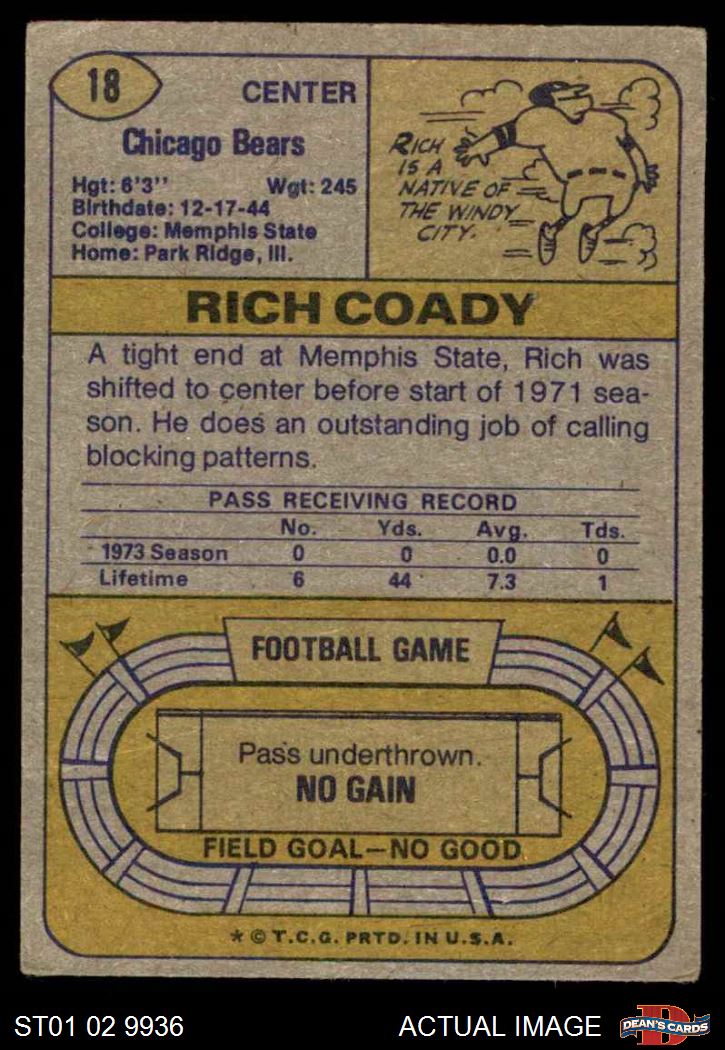 18
CENTER
Chicago Bears
Hgt: 6'3" Wgt: 245
Birthdate: 12-17-44
College: Memphis State
Home: Park Ridge, Ill.
RICH
IS A
NATIVE OF
THE WINDY
CITY.
RICH COADY
A tight end at Memphis State, Rich was
shifted to center before start of 1971 sea-
son. He does an outstanding job of calling
blocking patterns.
PASS RECEIVING RECORD
No. Yds. Avg. Tds.
1973 Season 0 0 0.0 0
Lifetime 6 44 7.3 1
FOOTBALL GAME
Pass underthrown.
NO GAIN
FIELD GOAL—NO GOOD
* © T.C.G. PRTD. IN U.S.A.
ST01 02 9936
ACTUAL IMAGE
D
DEAN'S CARDS